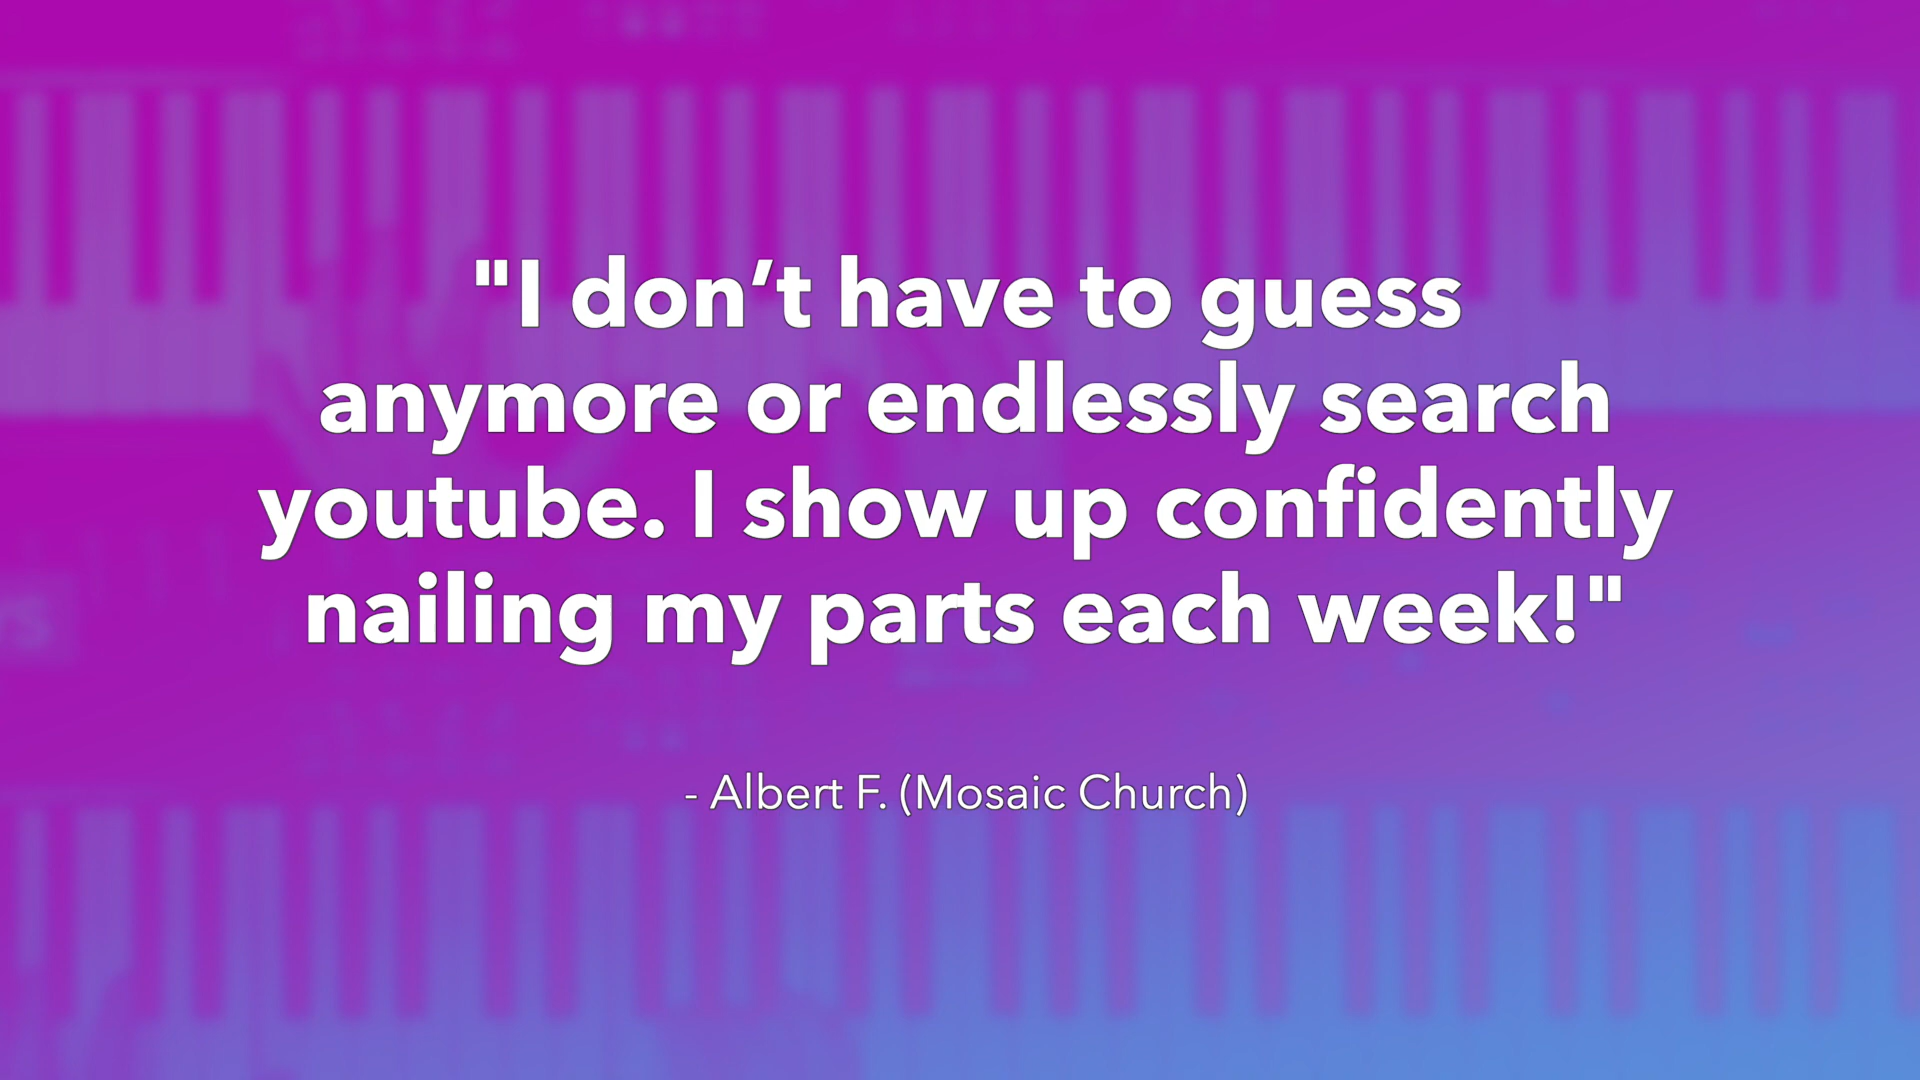 "I don’t have to guess
anymore or endlessly search
youtube. I show up confidently
nailing my parts each week!"
- Albert F. (Mosaic Church)